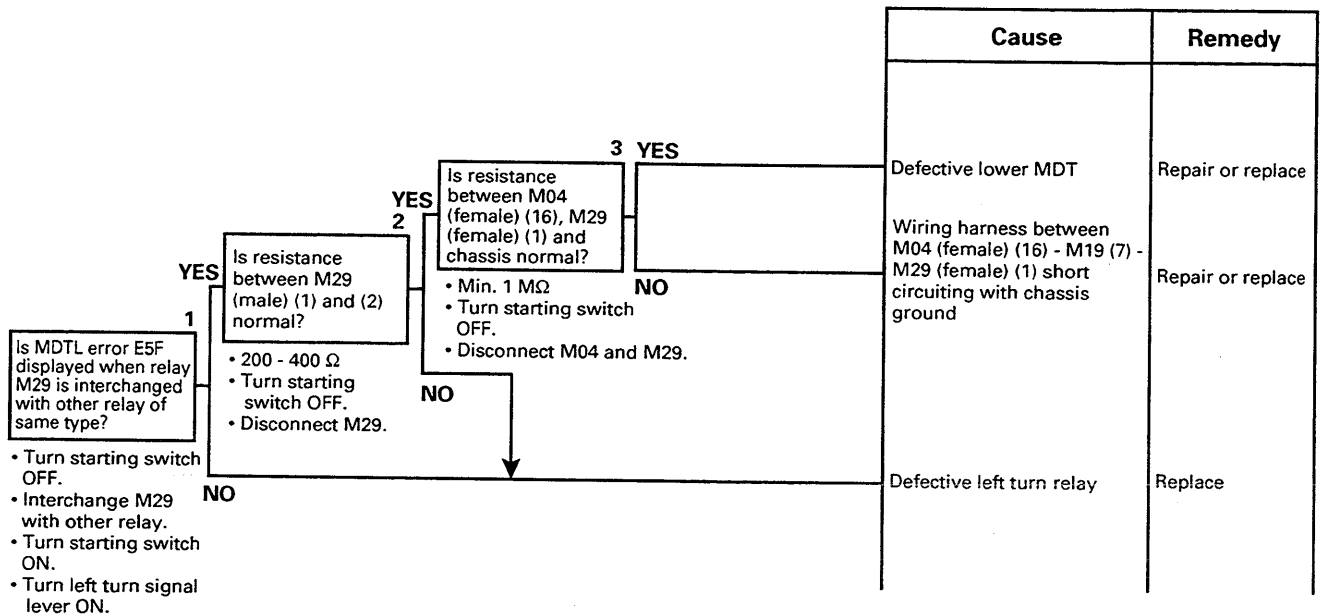 Cause
Remedy
1
Is MDTL error E5F
displayed when relay
M29 is interchanged
with other relay of
same type?
• Turn starting switch
OFF.
• Interchange M29
with other relay.
• Turn starting switch
ON.
• Turn left turn signal
lever ON.
YES
NO
2
Is resistance
between M29
(male) (1) and (2)
normal?
• 200 - 400 Ω
• Turn starting
switch OFF.
• Disconnect M29.
YES
NO
3
Is resistance
between M04
(female) (16), M29
(female) (1) and
chassis normal?
• Min. 1 MΩ
• Turn starting switch
OFF.
• Disconnect M04 and M29.
YES
NO
Defective lower MDT
Repair or replace
Wiring harness between
M04 (female) (16) - M19 (7) -
M29 (female) (1) short
circuiting with chassis
ground
Repair or replace
Defective left turn relay
Replace